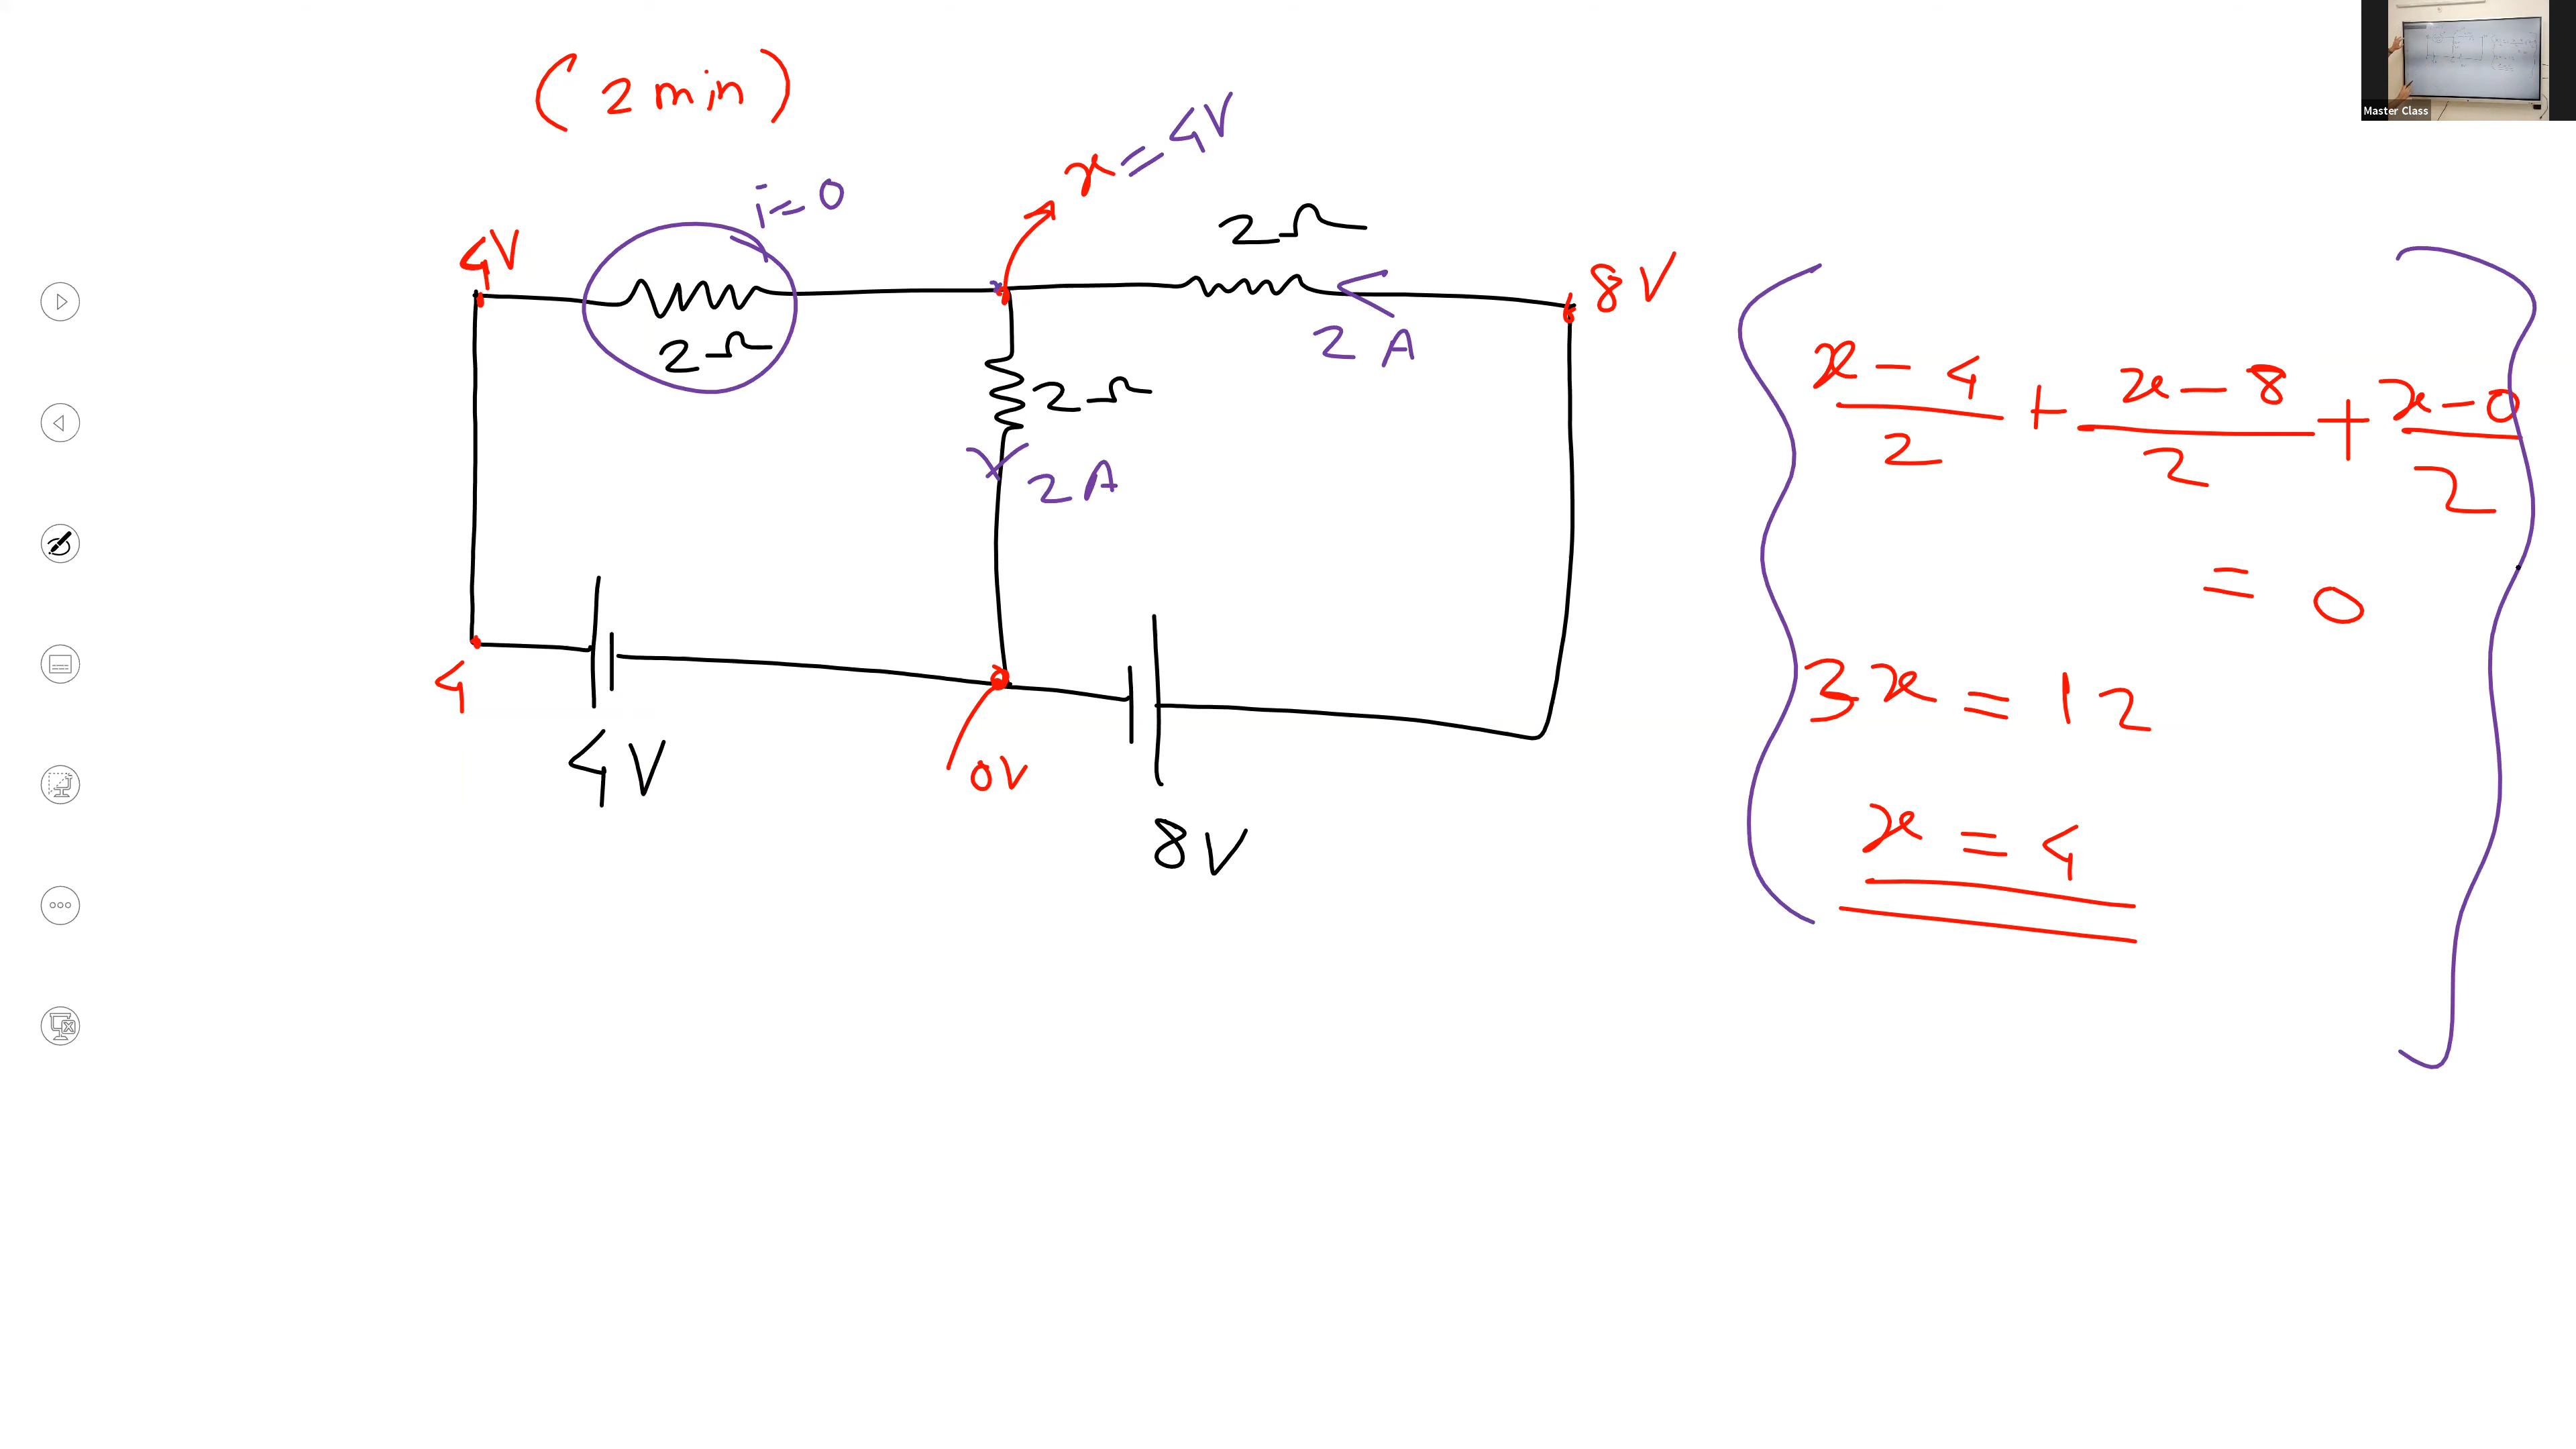 (2 min)
x = 4V
i = 0
2Ω
4V
8V
2Ω
2A
2Ω
2A
4
0V
4V
8V
x - 4 / 2 + x - 8 / 2 + x - 0 / 2
= 0
3x = 12
x = 4
Master Class